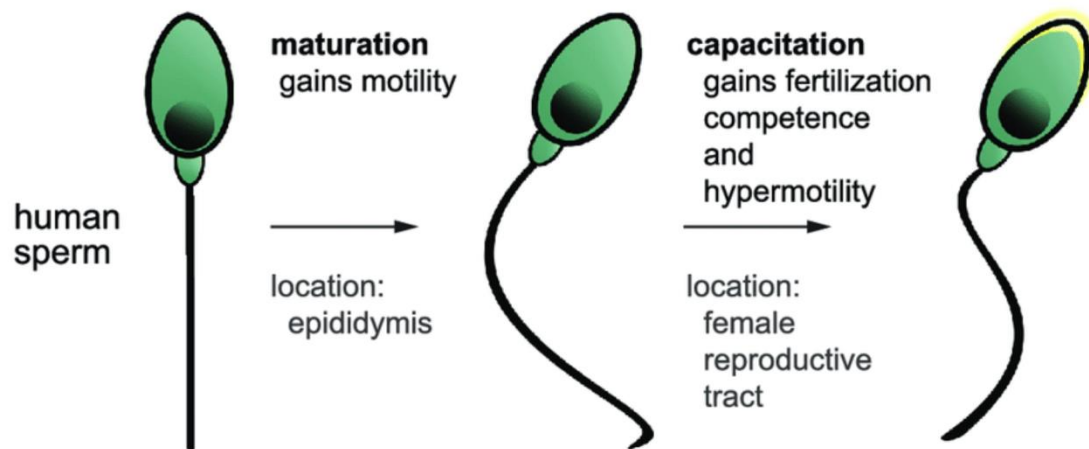 human
sperm
maturation
gains motility
location:
epididymis
capacitation
gains fertilization
competence
and
hypermotility
location:
female
reproductive
tract